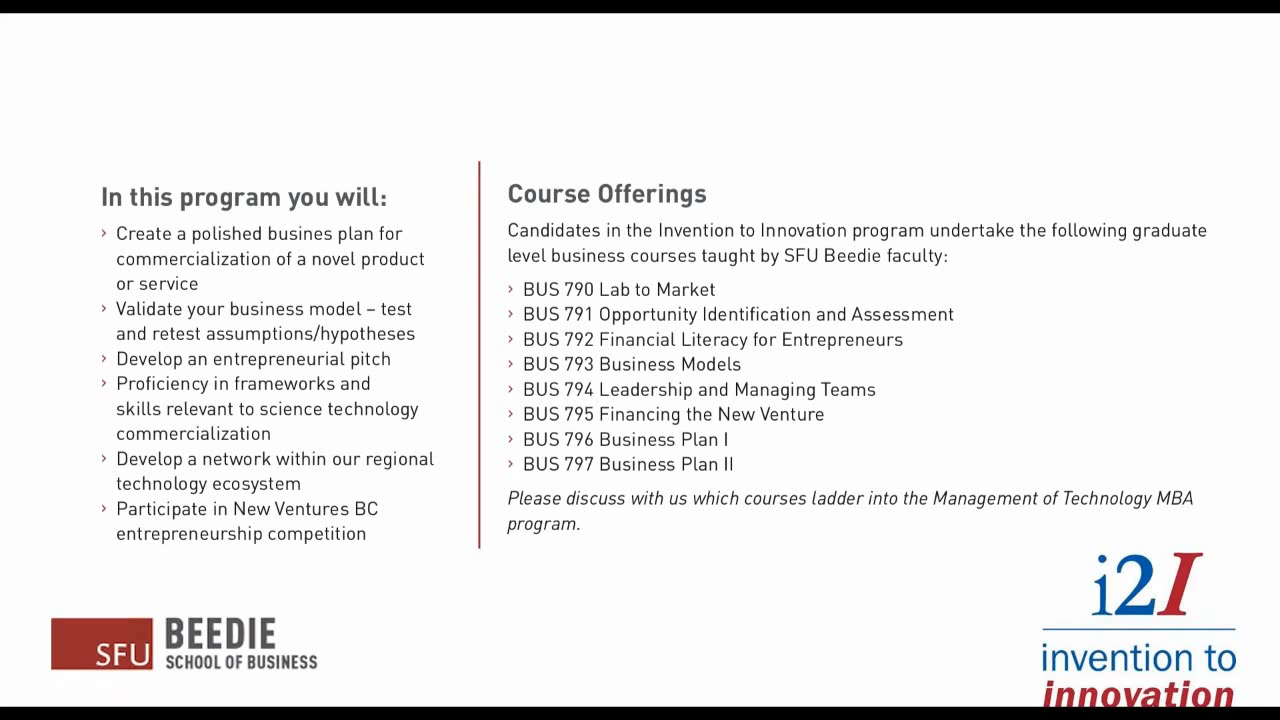 In this program you will:
› Create a polished busines plan for
commercialization of a novel product
or service
› Validate your business model – test
and retest assumptions/hypotheses
› Develop an entrepreneurial pitch
› Proficiency in frameworks and
skills relevant to science technology
commercialization
› Develop a network within our regional
technology ecosystem
› Participate in New Ventures BC
entrepreneurship competition
Course Offerings
Candidates in the Invention to Innovation program undertake the following graduate
level business courses taught by SFU Beedie faculty:
› BUS 790 Lab to Market
› BUS 791 Opportunity Identification and Assessment
› BUS 792 Financial Literacy for Entrepreneurs
› BUS 793 Business Models
› BUS 794 Leadership and Managing Teams
› BUS 795 Financing the New Venture
› BUS 796 Business Plan I
› BUS 797 Business Plan II
Please discuss with us which courses ladder into the Management of Technology MBA
program.
SFU BEEDIE
SCHOOL OF BUSINESS
i2I
invention to
innovation